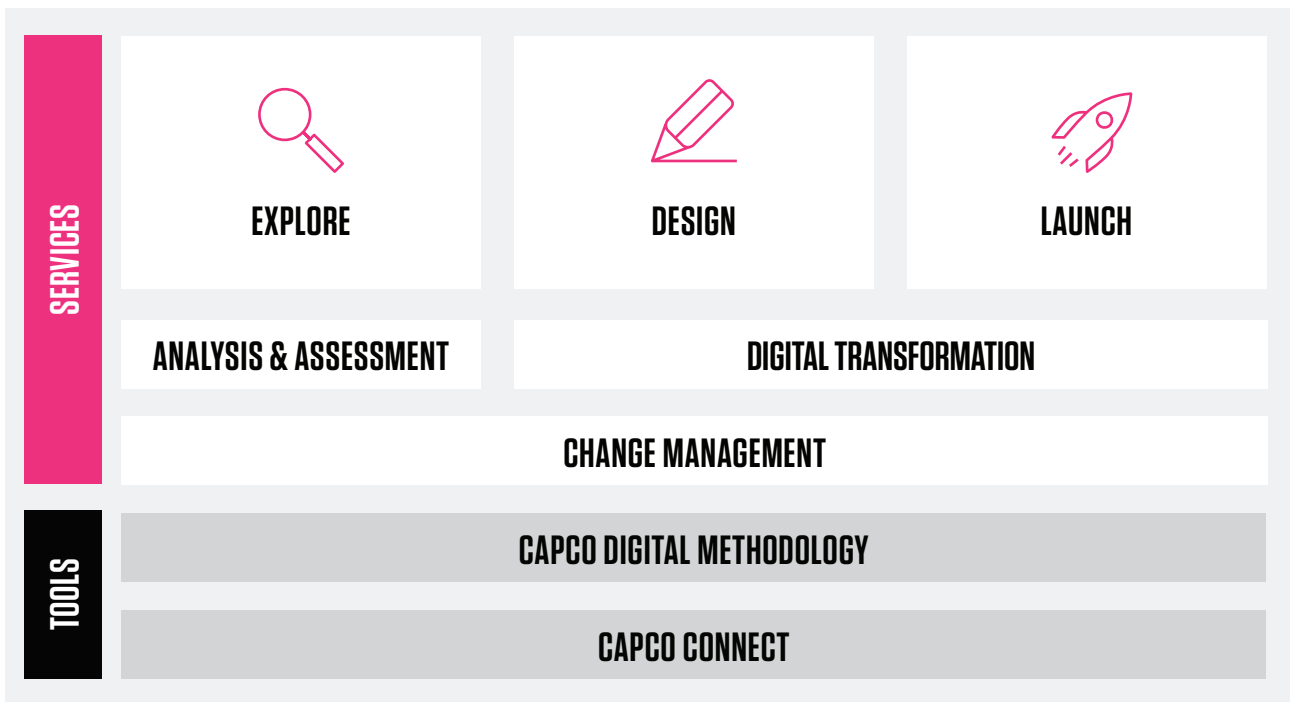 SERVICES
EXPLORE
DESIGN
LAUNCH
ANALYSIS & ASSESSMENT
DIGITAL TRANSFORMATION
CHANGE MANAGEMENT
TOOLS
CAPCO DIGITAL METHODOLOGY
CAPCO CONNECT